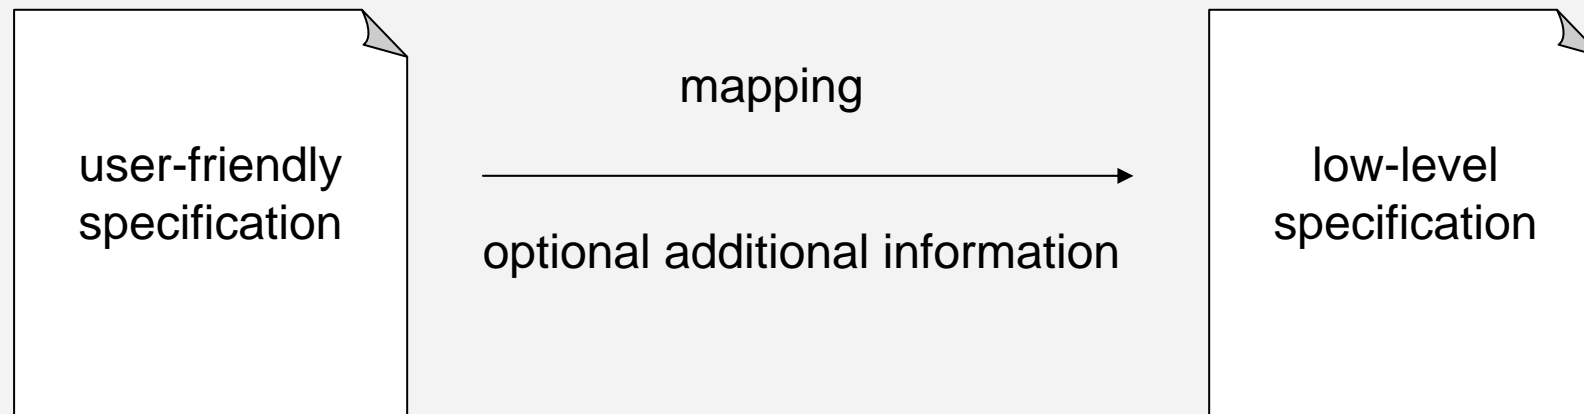 user-friendly
specification
mapping
optional additional information
low-level
specification